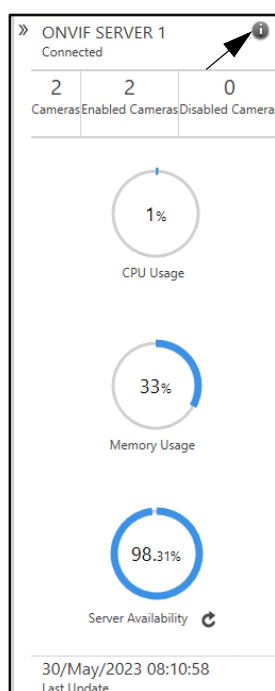 ONVIF SERVER 1
Connected
2 2 0
Cameras Enabled Cameras Disabled Camera
1%
CPU Usage
33%
Memory Usage
98.31%
Server Availability
30/May/2023 08:10:58
Last Update